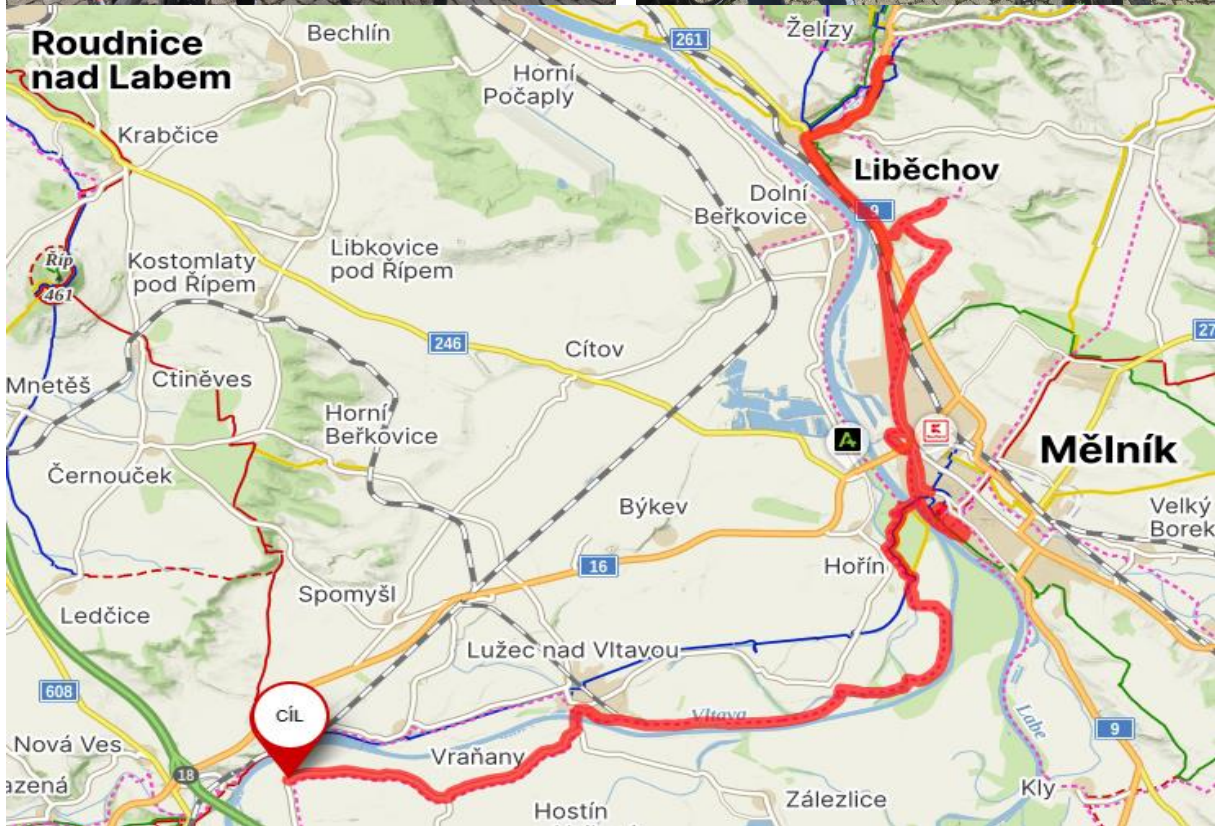 Roudnice
nad Labem
Bechlín
261
Želízy
Horní
Počaply
Krabčice
Liběchov
Dolní
Beřkovice
9
Říp
461
Kostomlaty
pod Řípem
Libkovice
pod Řípem
246
Cítov
27
Mnetěš
Ctiněves
Horní
Beřkovice
Mělník
Černouček
Býkev
Velký
Borek
16
Hořín
Ledčice
Spomyšl
Lužec nad Vltavou
608
CÍL
Vltava
Labe
9
Nová Ves
Vraňany
18
azená
Kly
Zálezlice
Hostín